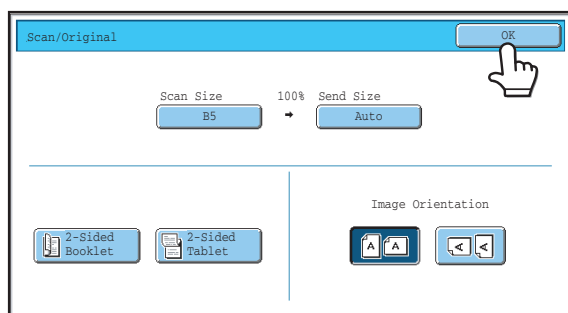 Scan/Original
OK
Scan Size 100% Send Size
B5 → Auto
Image Orientation
2-Sided
Booklet
2-Sided
Tablet
A A
A A